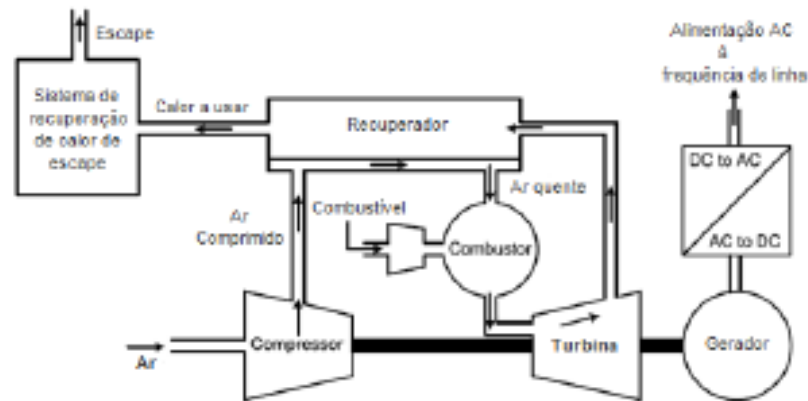 Escape
Sistema de
recuperação
de calor de
escape
Calor a usar
Recuperador
Alimentação AC
à
frequência de linha
DC to AC
AC to DC
Ar
Comprimido
Combustível
Ar quente
Combustor
Ar
Compressor
Turbina
Gerador